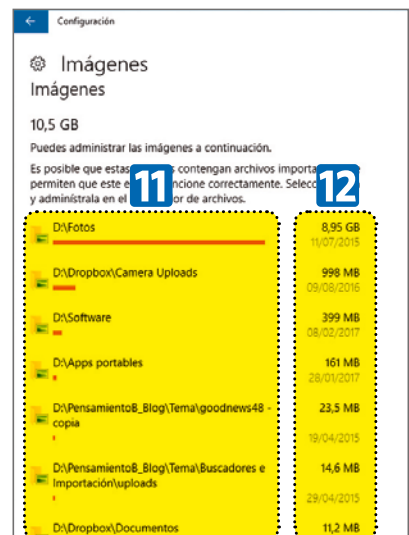 Configuración
Imágenes
Imágenes
10,5 GB
Puedes administrar las imágenes a continuación.
Es posible que estas contengan archivos importa
permiten que este e ncione correctamente. Selecc
y adminístrala en el or de archivos.
11
12
D:\Fotos
8,95 GB
11/07/2015
D:\Dropbox\Camera Uploads
998 MB
09/08/2016
D:\Software
399 MB
08/02/2017
D:\Apps portables
161 MB
28/01/2017
D:\PensamientoB_Blog\Tema\goodnews48 -
copia
23,5 MB
19/04/2015
D:\PensamientoB_Blog\Tema\Buscadores e
Importación\uploads
14,6 MB
29/04/2015
D:\Dropbox\Documentos
11,2 MB